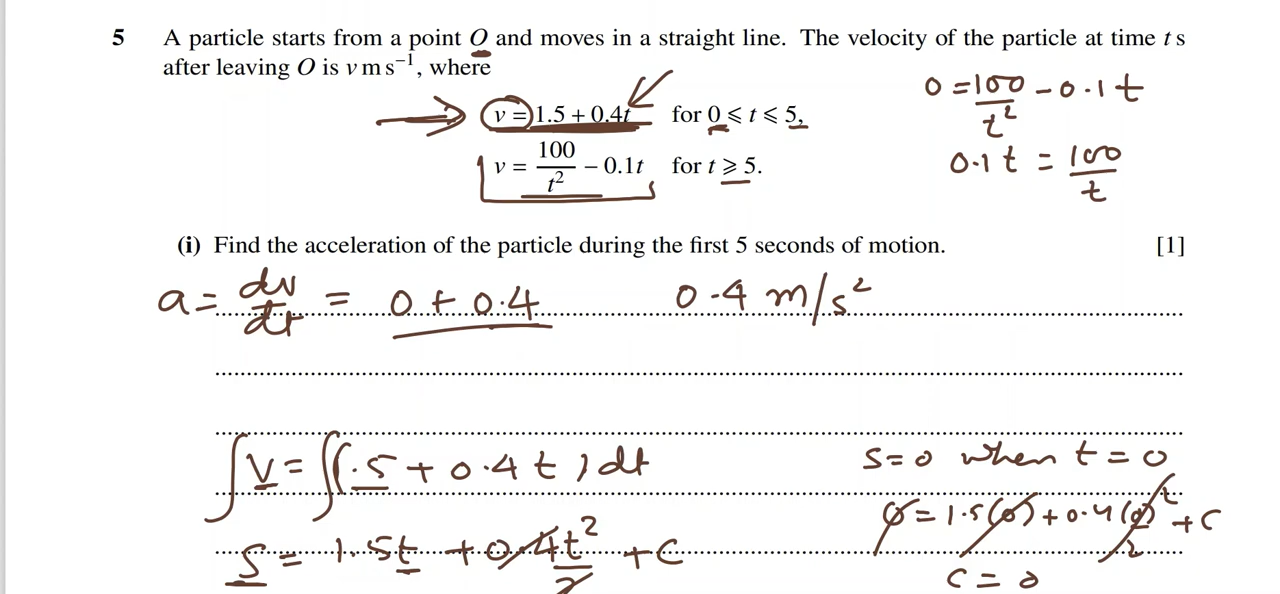 5 A particle starts from a point O and moves in a straight line. The velocity of the particle at time t s
after leaving O is v m s⁻¹, where
v = 1.5 + 0.4t for 0 ⩽ t ⩽ 5,
v = 100/t² − 0.1t for t ⩾ 5.
0 = 100/t² - 0.1t
0.1t = 100/t
(i) Find the acceleration of the particle during the first 5 seconds of motion. [1]
a = dv/dt = 0 + 0.4 0.4 m/s²
∫v = ∫(.5 + 0.4t)dt
s = 0 when t = 0
0 = 1.5(0) + 0.4(0)²/2 + C
S = 1.5t + 0.4t²/2 + C
C = 0